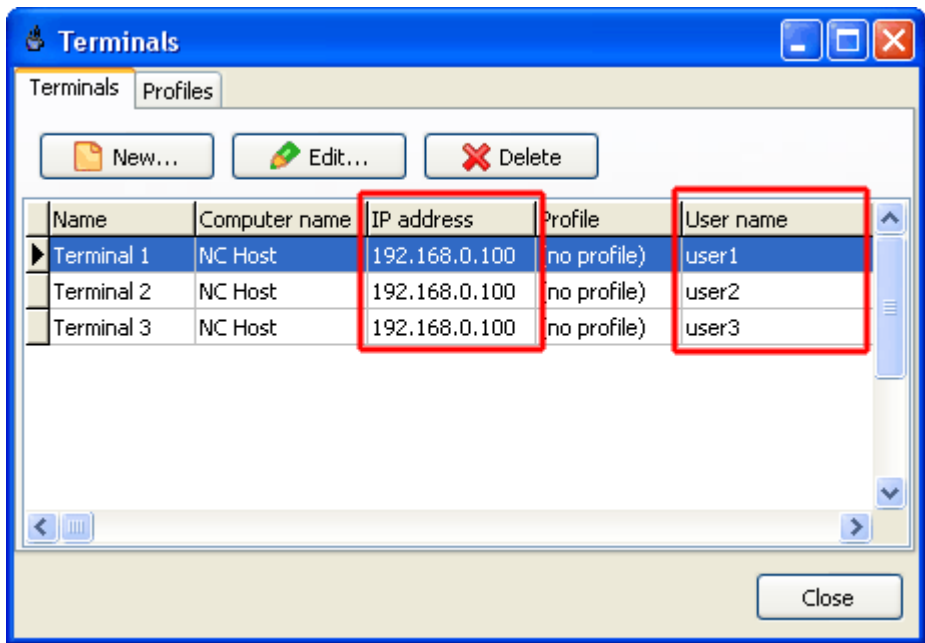 Terminals
Terminals Profiles
New... Edit... Delete
Name Computer name IP address Profile User name
Terminal 1 NC Host 192.168.0.100 (no profile) user1
Terminal 2 NC Host 192.168.0.100 (no profile) user2
Terminal 3 NC Host 192.168.0.100 (no profile) user3
Close